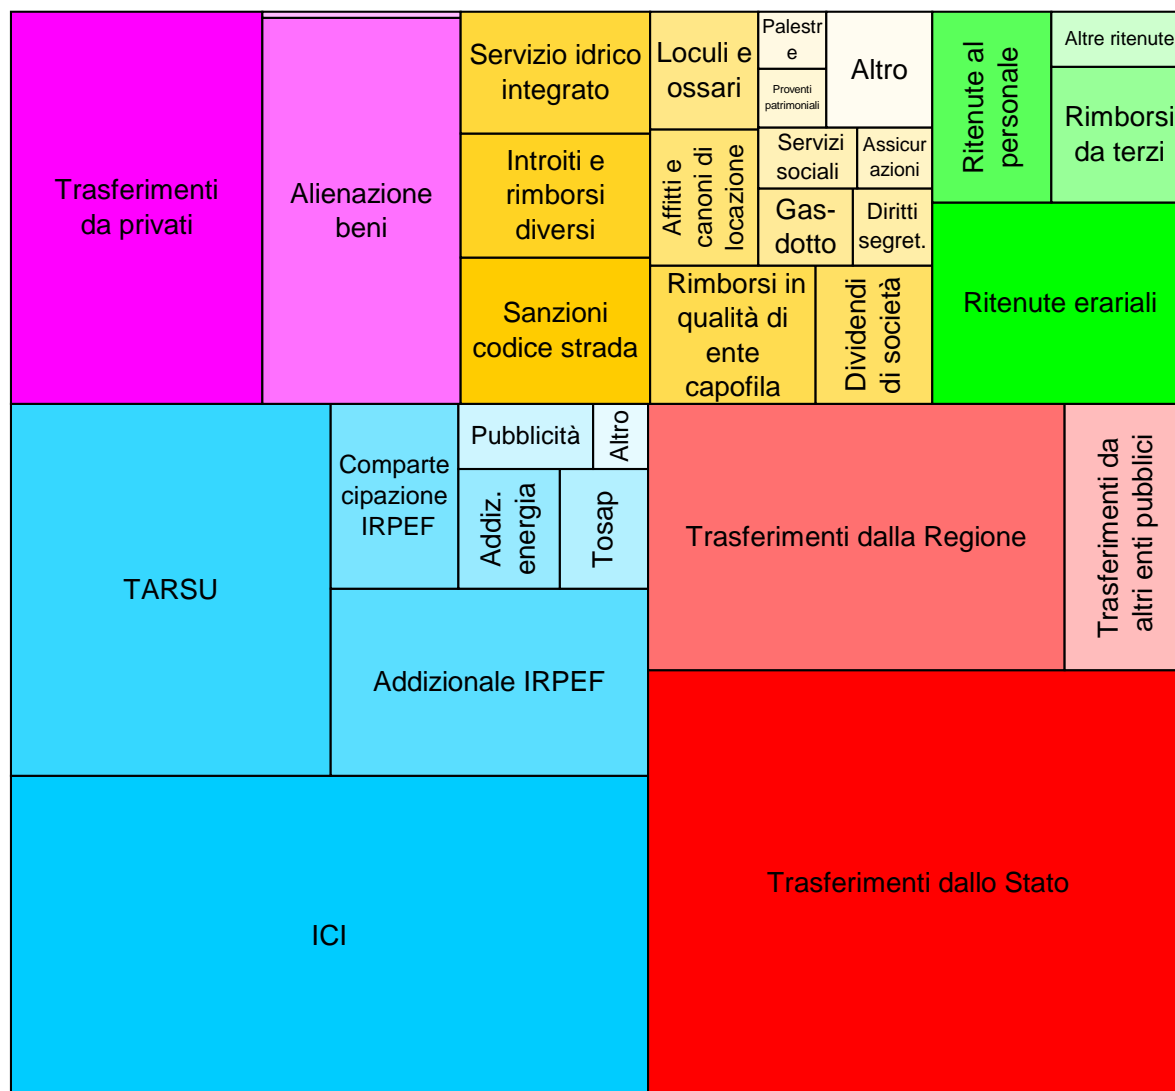 Trasferimenti
da privati
Alienazione
beni
Servizio idrico
integrato
Introiti e
rimborsi
diversi
Sanzioni
codice strada
Loculi e
ossari
Affitti e
canoni di
locazione
Palestr
e
Proventi
patrimoniali
Altro
Servizi
sociali
Assicur
azioni
Gas-
dotto
Diritti
segret.
Rimborsi in
qualità di
ente
capofila
Dividendi
di società
Ritenute al
personale
Altre ritenute
Rimborsi
da terzi
Ritenute erariali
TARSU
Comparte
cipazione
IRPEF
Pubblicità
Altro
Addiz.
energia
Tosap
Addizionale IRPEF
ICI
Trasferimenti dalla Regione
Trasferimenti da
altri enti pubblici
Trasferimenti dallo Stato